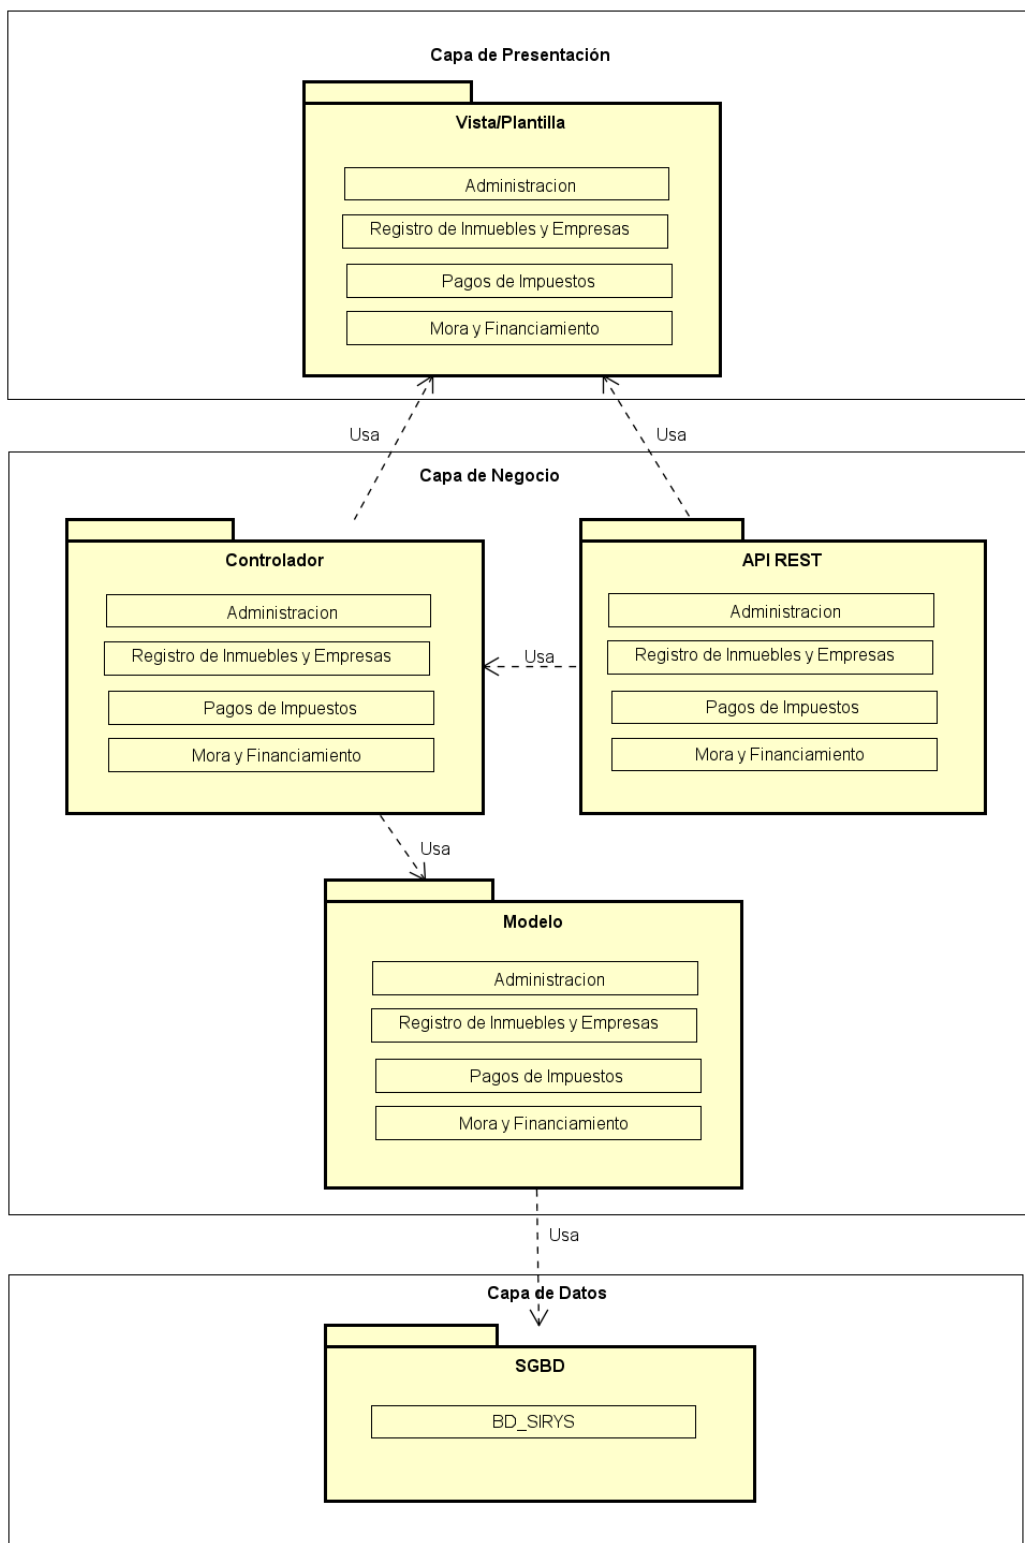 Capa de Presentación
Vista/Plantilla
Administracion
Registro de Inmuebles y Empresas
Pagos de Impuestos
Mora y Financiamiento
Usa
Usa
Capa de Negocio
Controlador
Administracion
Registro de Inmuebles y Empresas
Pagos de Impuestos
Mora y Financiamiento
Usa
API REST
Administracion
Registro de Inmuebles y Empresas
Pagos de Impuestos
Mora y Financiamiento
Usa
Modelo
Administracion
Registro de Inmuebles y Empresas
Pagos de Impuestos
Mora y Financiamiento
Usa
Capa de Datos
SGBD
BD_SIRYS